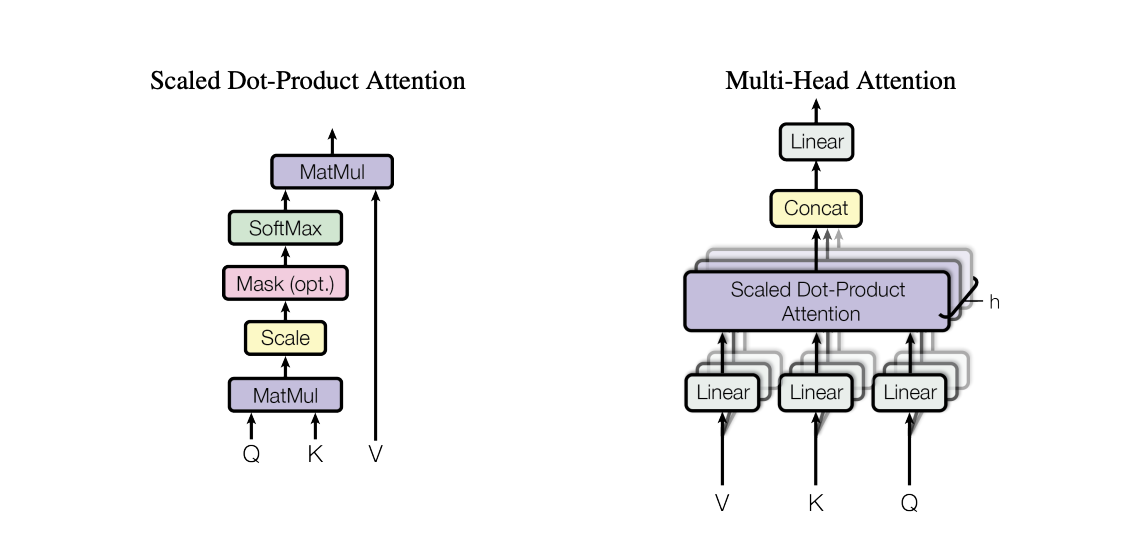 Scaled Dot-Product Attention
MatMul
SoftMax
Mask (opt.)
Scale
MatMul
Q K V
Multi-Head Attention
Linear
Concat
Scaled Dot-Product
Attention
h
Linear Linear Linear
V K Q